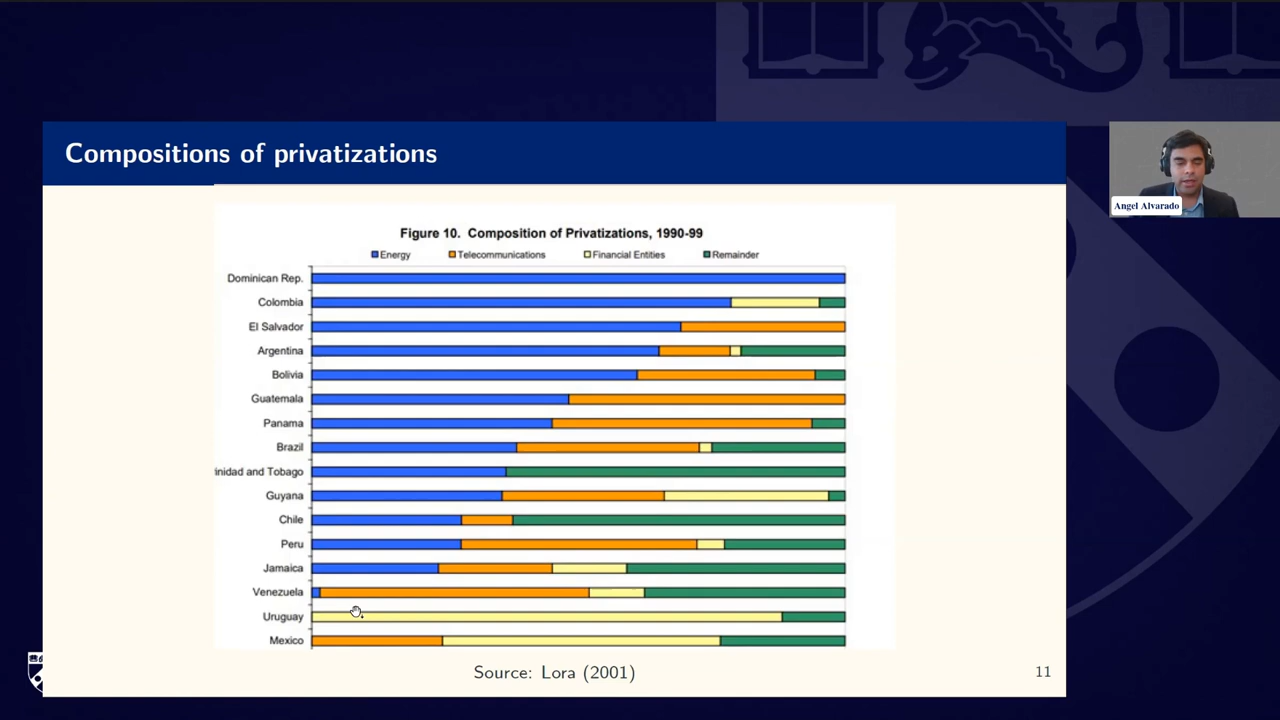 Compositions of privatizations
Angel Alvarado
Figure 10. Composition of Privatizations, 1990-99
Energy Telecommunications Financial Entities Remainder
Dominican Rep.
Colombia
El Salvador
Argentina
Bolivia
Guatemala
Panama
Brazil
inidad and Tobago
Guyana
Chile
Peru
Jamaica
Venezuela
Uruguay
Mexico
Source: Lora (2001)
11